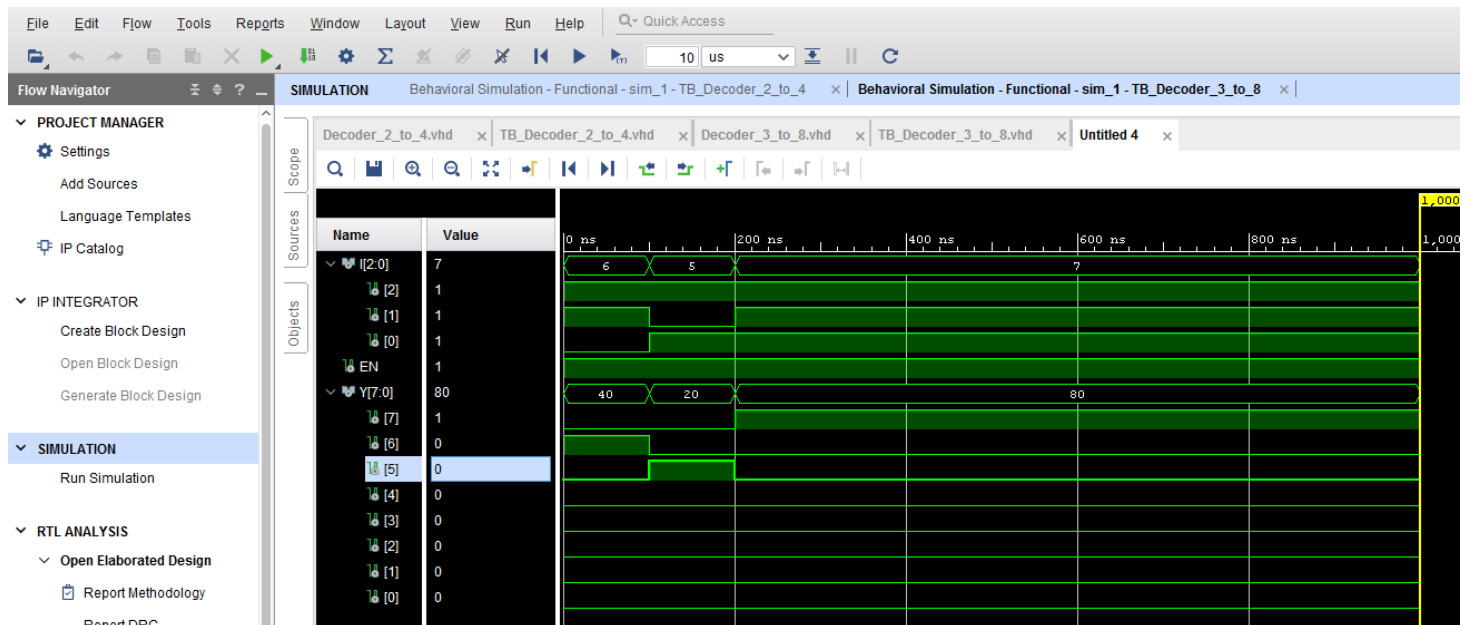 File Edit Flow Tools Reports Window Layout View Run Help Q- Quick Access
10 us
Flow Navigator ? _
SIMULATION Behavioral Simulation - Functional - sim_1 - TB_Decoder_2_to_4 × Behavioral Simulation - Functional - sim_1 - TB_Decoder_3_to_8 ×
PROJECT MANAGER
Settings
Add Sources
Language Templates
IP Catalog
IP INTEGRATOR
Create Block Design
Open Block Design
Generate Block Design
SIMULATION
Run Simulation
RTL ANALYSIS
Open Elaborated Design
Report Methodology
Report DRC
Scope
Sources
Objects
Decoder_2_to_4.vhd × TB_Decoder_2_to_4.vhd × Decoder_3_to_8.vhd × TB_Decoder_3_to_8.vhd × Untitled 4 ×
1,000
Name Value 0 ns 200 ns 400 ns 600 ns 800 ns 1,000
I[2:0] 7 6 5 7
[2] 1
[1] 1
[0] 1
EN 1
Y[7:0] 80 40 20 80
[7] 1
[6] 0
[5] 0
[4] 0
[3] 0
[2] 0
[1] 0
[0] 0